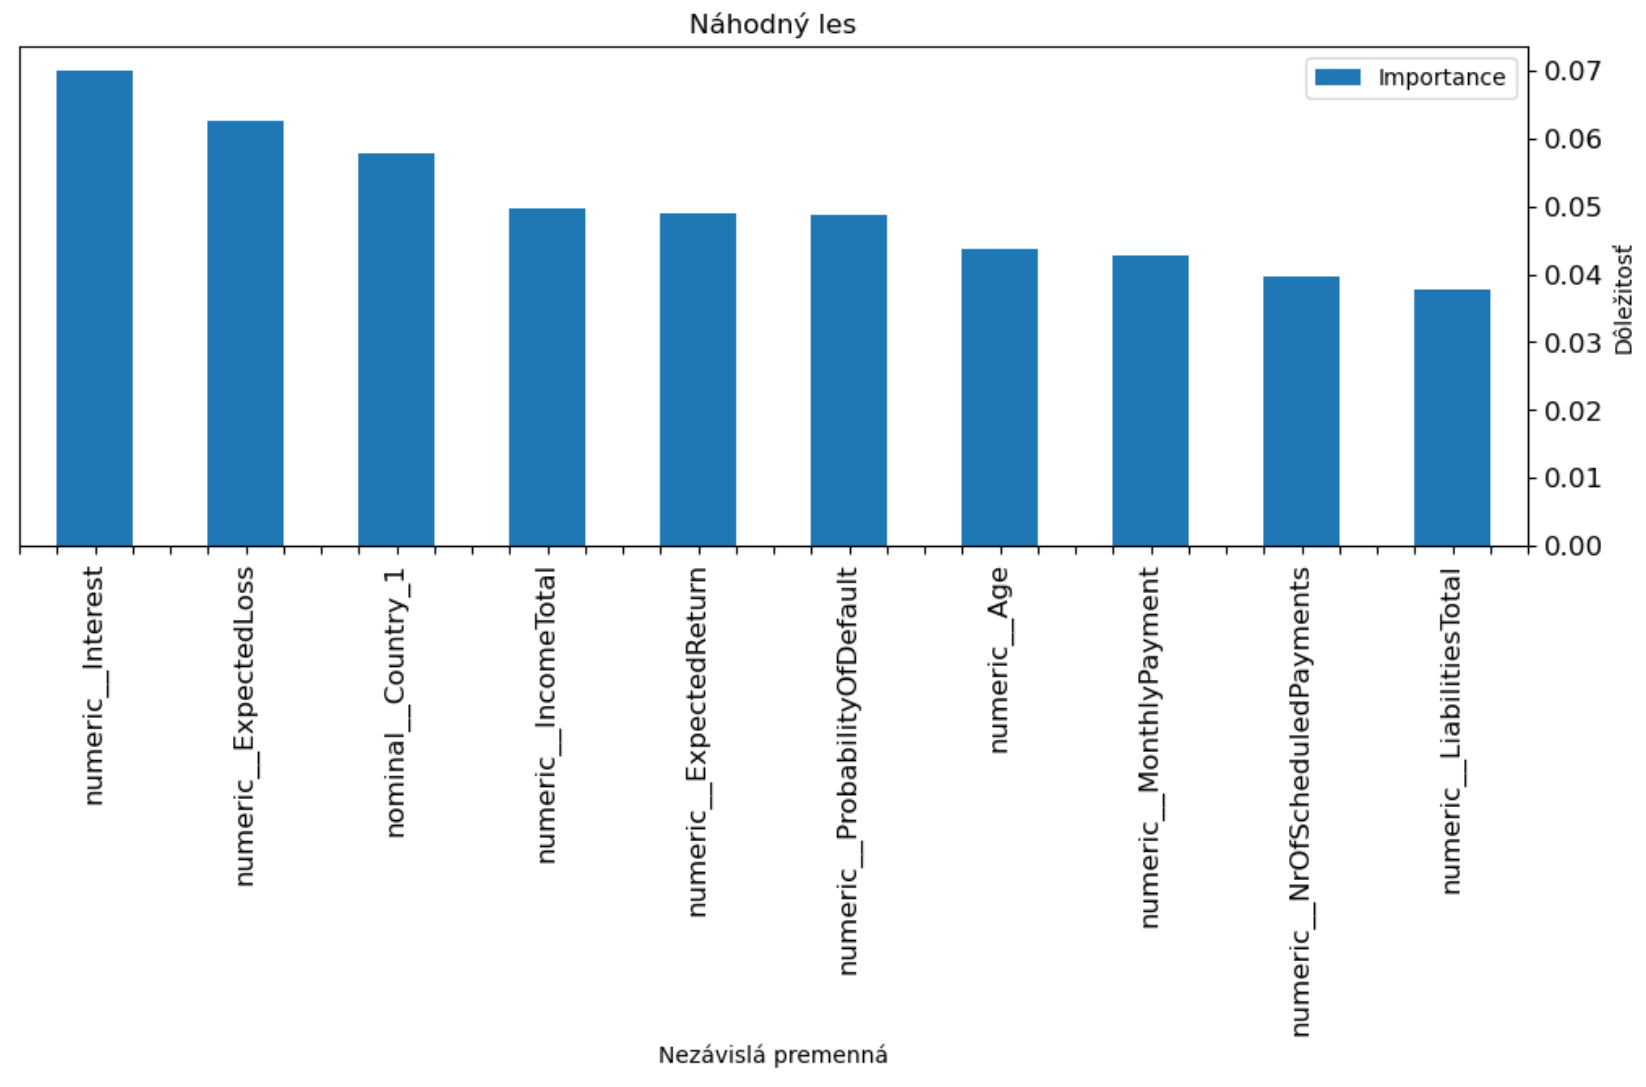 Náhodný les
Importance
0.07
0.06
0.05
0.04
0.03
0.02
0.01
0.00
Dôležitosť
numeric__Interest
numeric__ExpectedLoss
nominal__Country_1
numeric__IncomeTotal
numeric__ExpectedReturn
numeric__ProbabilityOfDefault
numeric__Age
numeric__MonthlyPayment
numeric__NrOfScheduledPayments
numeric__LiabilitiesTotal
Nezávislá premenná